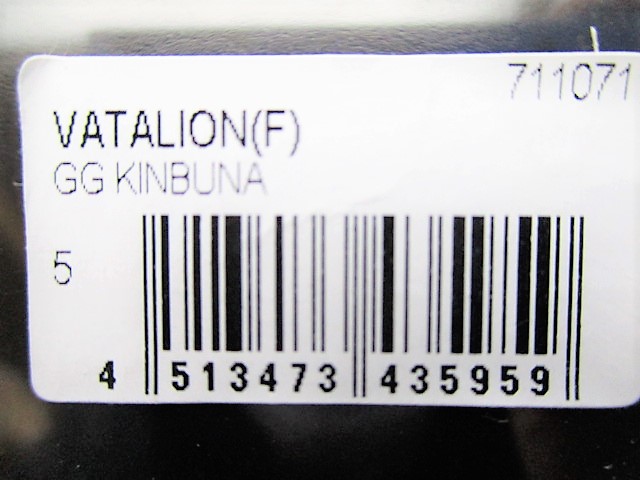 711071
VATALION(F)
GG KINBUNA
5
4 513473 435959